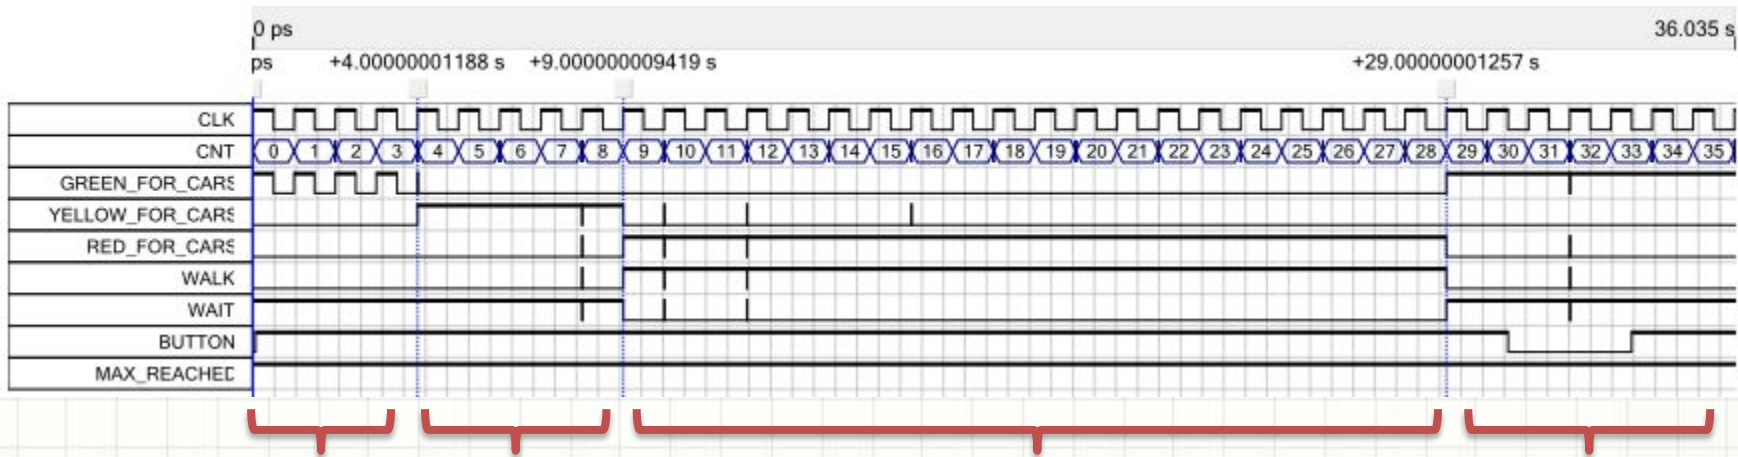 0 ps 36.035 s
ps +4.000000001188 s +9.0000000009419 s +29.00000001257 s
CLK
CNT 0 1 2 3 4 5 6 7 8 9 10 11 12 13 14 15 16 17 18 19 20 21 22 23 24 25 26 27 28 29 30 31 32 33 34 35
GREEN_FOR_CARS
YELLOW_FOR_CARS
RED_FOR_CARS
WALK
WAIT
BUTTON
MAX_REACHED